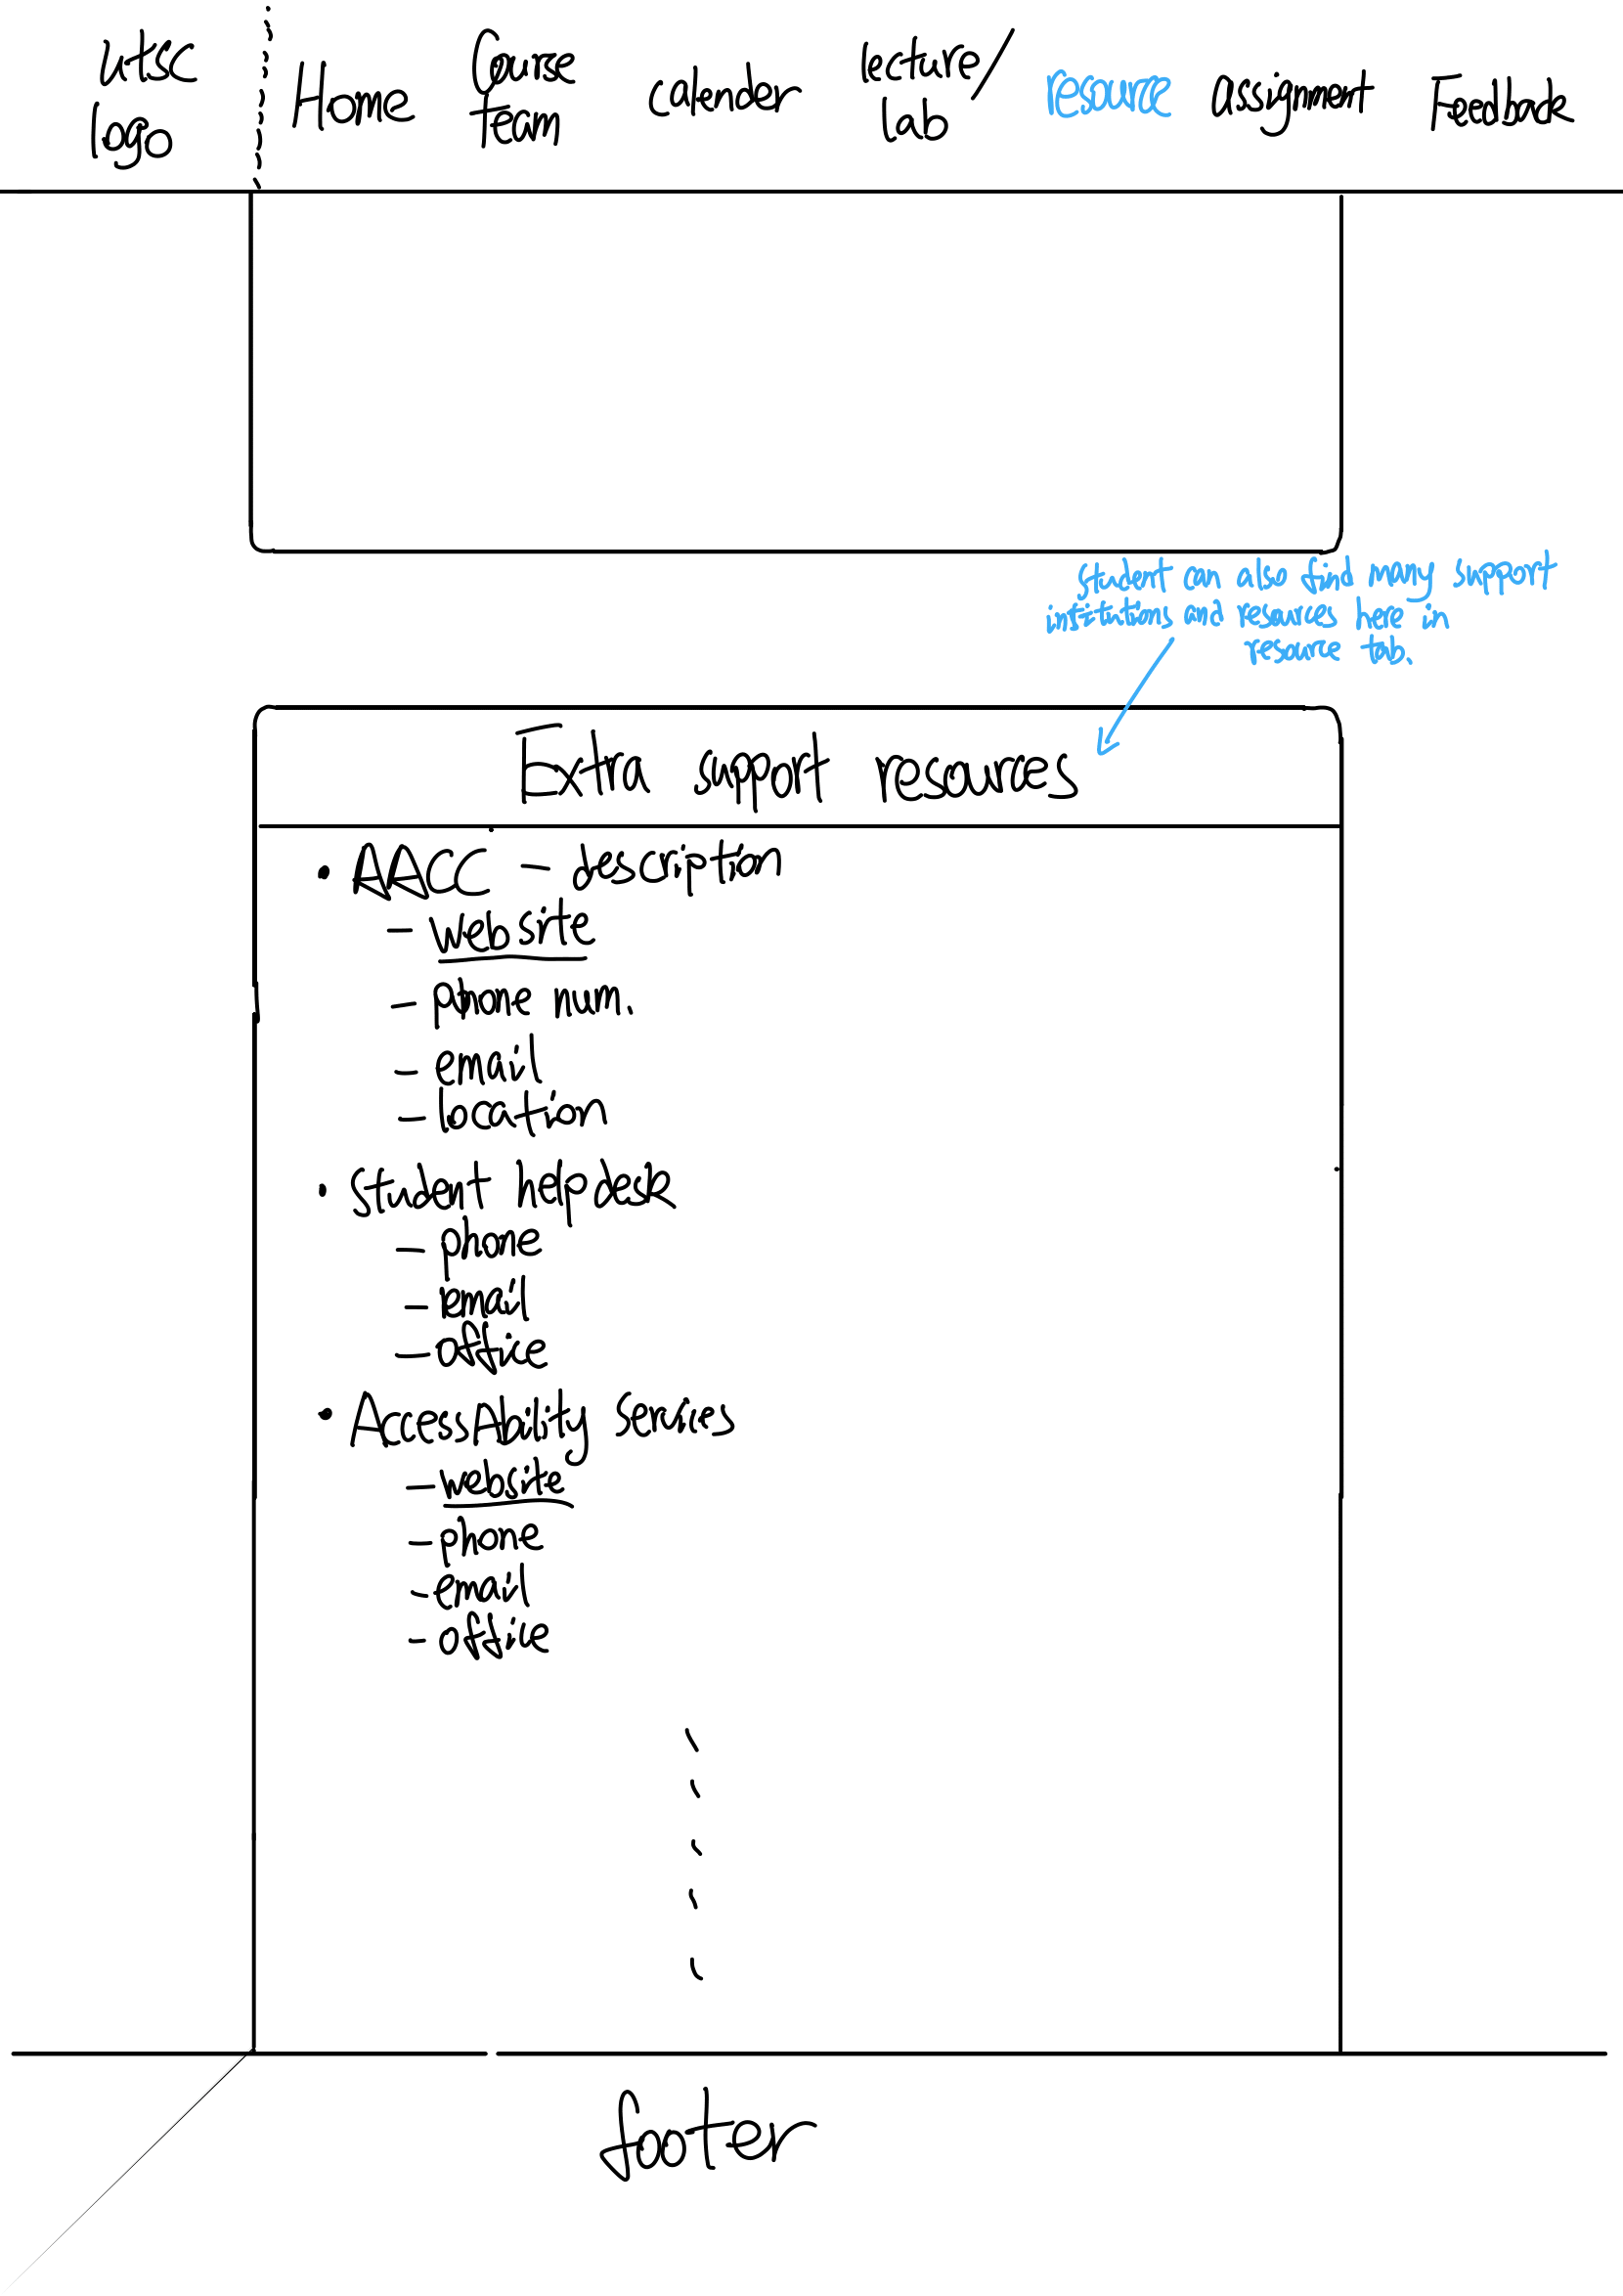 UTSC
logo
Home
Course
team
calender
lecture/
lab
resource
assignment
Feedback
student can also find many support
institutions and resources here in
resource tab.
Extra support resources
• AACC - description
- website
- phone num.
- email
- location
• Student helpdesk
- phone
- email
- office
• AccessAbility Services
- website
- phone
- email
- office
footer